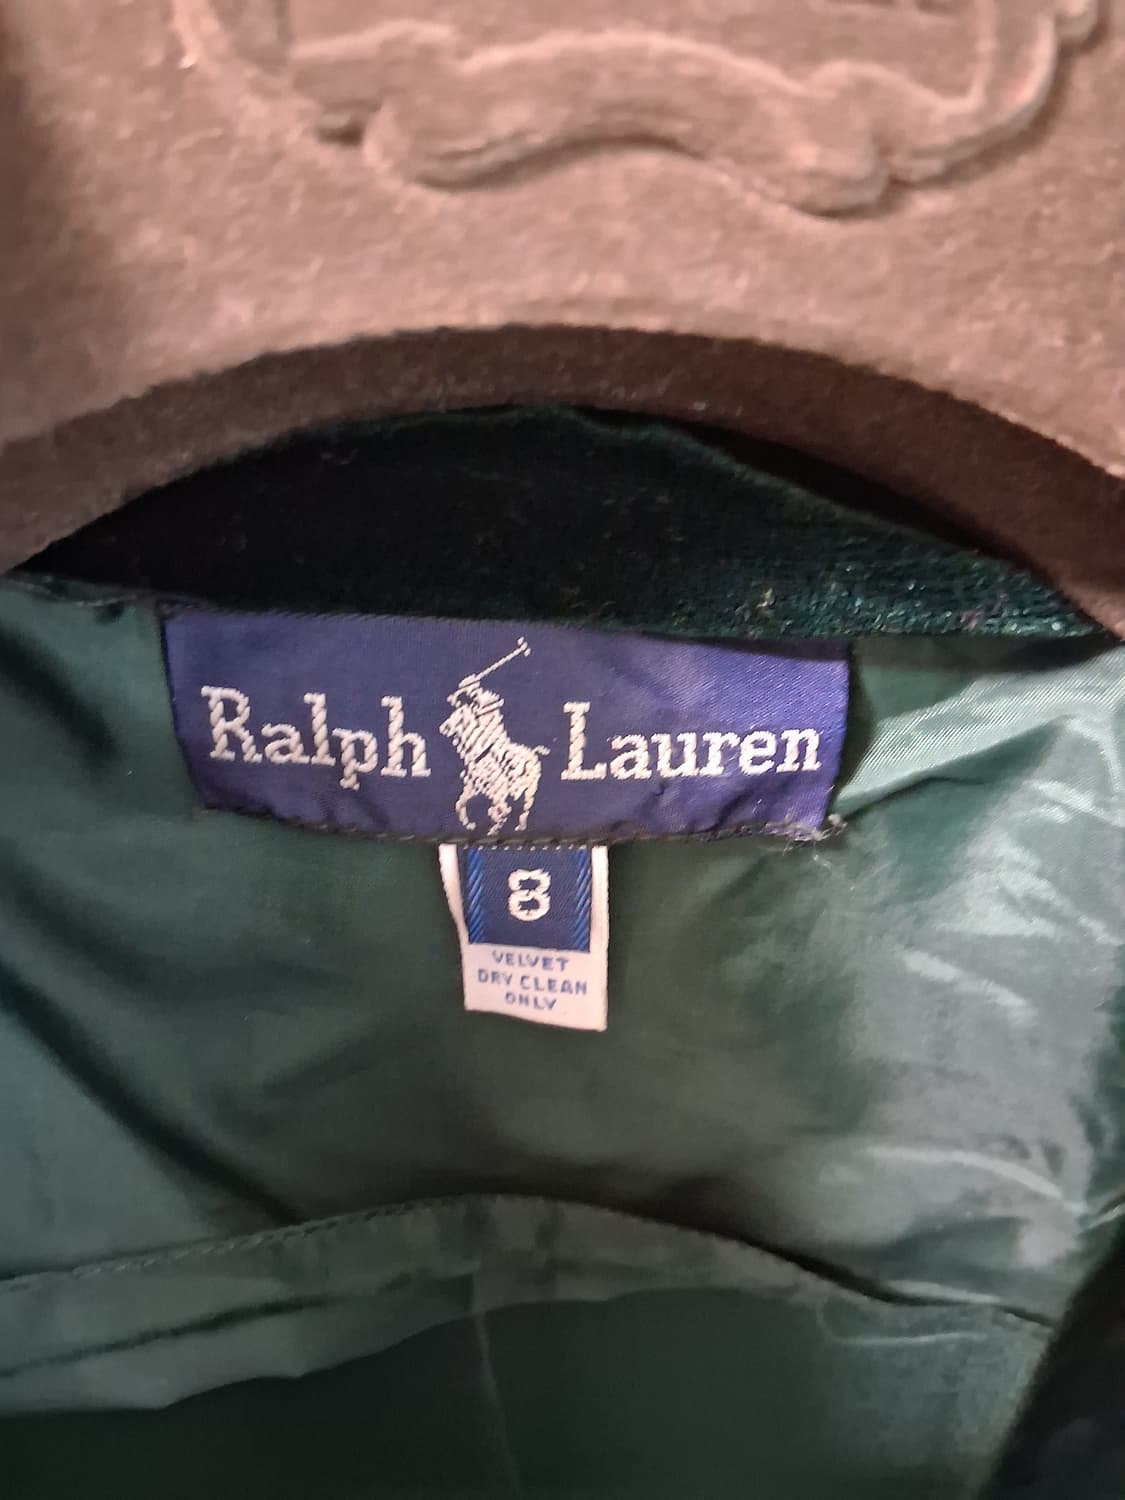 Ralph Lauren
8
VELVET
DRY CLEAN
ONLY